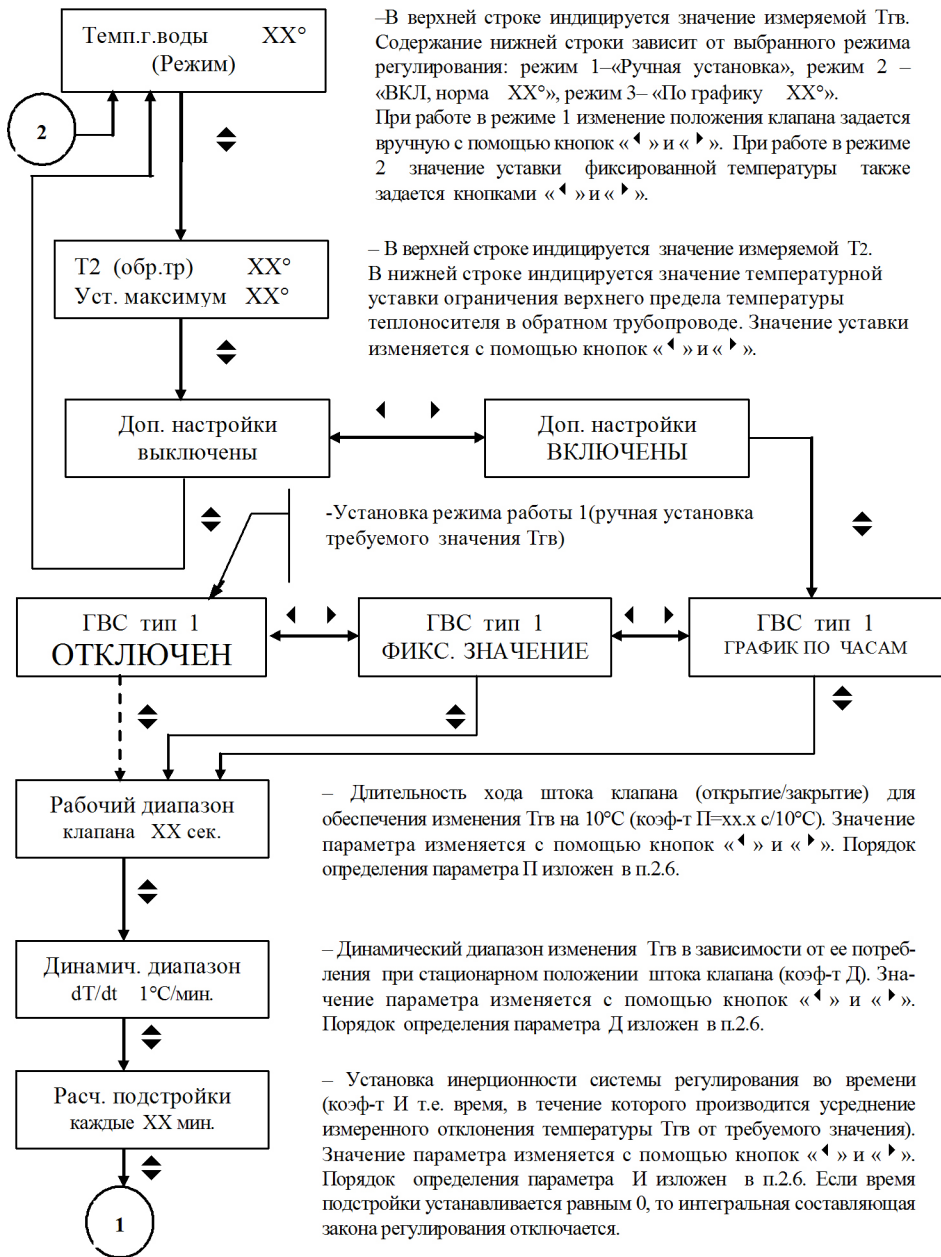 Темп.г.воды XX°
(Режим)
–В верхней строке индицируется значение измеряемой Тгв.
Содержание нижней строки зависит от выбранного режима
регулирования: режим 1–«Ручная установка», режим 2 –
«ВКЛ, норма XX°», режим 3– «По графику XX°».
При работе в режиме 1 изменение положения клапана задается
вручную с помощью кнопок «◀» и «▶». При работе в режиме
2 значение уставки фиксированной температуры также
задается кнопками «◀» и «▶».
2
Т2 (обр.тр) XX°
Уст. максимум XX°
– В верхней строке индицируется значение измеряемой Т2.
В нижней строке индицируется значение температурной
уставки ограничения верхнего предела температуры
теплоносителя в обратном трубопроводе. Значение уставки
изменяется с помощью кнопок «◀» и «▶».
Доп. настройки
выключены
Доп. настройки
ВКЛЮЧЕНЫ
-Установка режима работы 1(ручная установка
требуемого значения Тгв)
ГВС тип 1
ОТКЛЮЧЕН
ГВС тип 1
ФИКС. ЗНАЧЕНИЕ
ГВС тип 1
ГРАФИК ПО ЧАСАМ
Рабочий диапазон
клапана XX сек.
– Длительность хода штока клапана (открытие/закрытие) для
обеспечения изменения Тгв на 10°С (коэф-т П=хх.х с/10°С). Значение
параметра изменяется с помощью кнопок «◀» и «▶». Порядок
определения параметра П изложен в п.2.6.
Динамич. диапазон
dT/dt 1°С/мин.
– Динамический диапазон изменения Тгв в зависимости от ее потреб-
ления при стационарном положении штока клапана (коэф-т Д). Зна-
чение параметра изменяется с помощью кнопок «◀» и «▶».
Порядок определения параметра Д изложен в п.2.6.
Расч. подстройки
каждые XX мин.
– Установка инерционности системы регулирования во времени
(коэф-т И т.е. время, в течение которого производится усреднение
измеренного отклонения температуры Тгв от требуемого значения).
Значение параметра изменяется с помощью кнопок «◀» и «▶».
Порядок определения параметра И изложен в п.2.6. Если время
подстройки устанавливается равным 0, то интегральная составляющая
закона регулирования отключается.
1